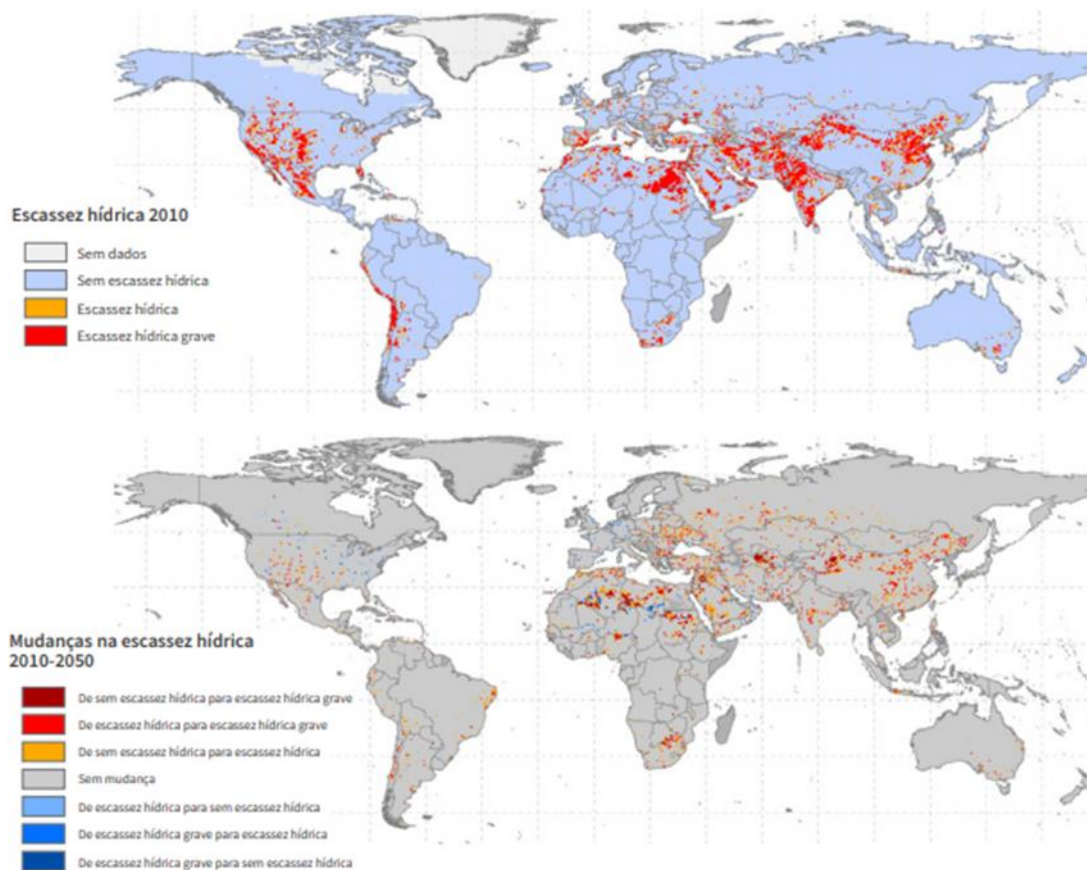 Escassez hídrica 2010
Sem dados
Sem escassez hídrica
Escassez hídrica
Escassez hídrica grave
Mudanças na escassez hídrica
2010-2050
De sem escassez hídrica para escassez hídrica grave
De escassez hídrica para escassez hídrica grave
De sem escassez hídrica para escassez hídrica
Sem mudança
De escassez hídrica para sem escassez hídrica
De escassez hídrica grave para escassez hídrica
De escassez hídrica grave para sem escassez hídrica